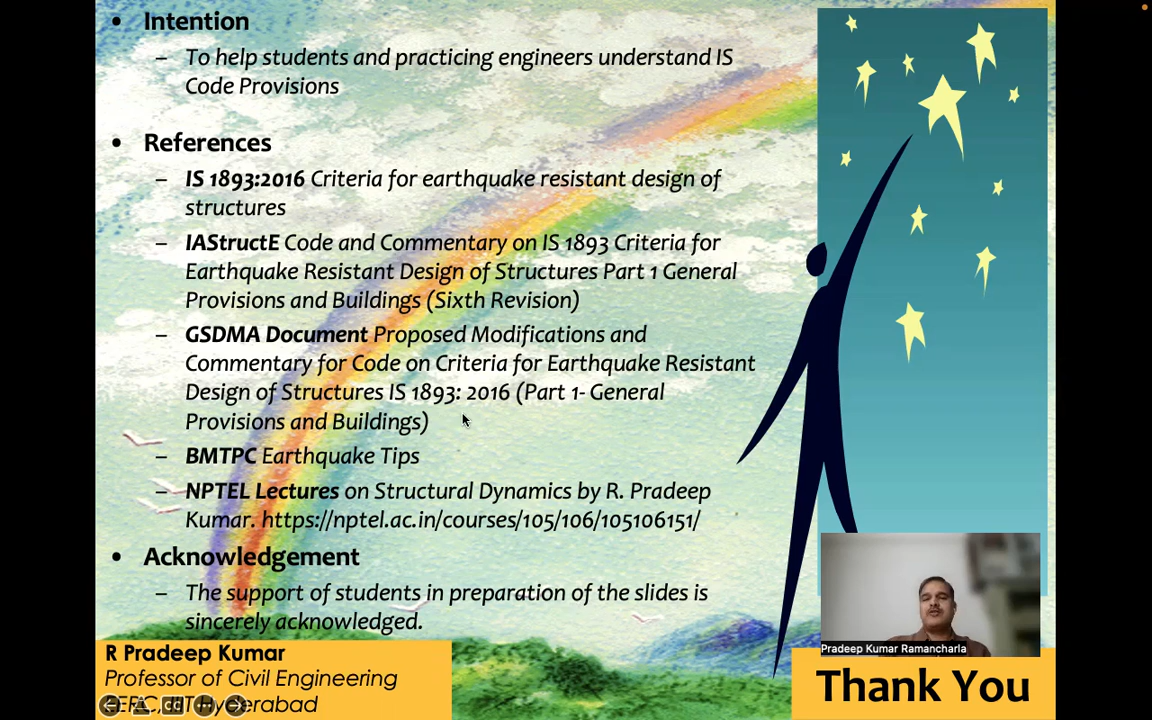 • Intention
– To help students and practicing engineers understand IS
Code Provisions
• References
– IS 1893:2016 Criteria for earthquake resistant design of
structures
– IAStructE Code and Commentary on IS 1893 Criteria for
Earthquake Resistant Design of Structures Part 1 General
Provisions and Buildings (Sixth Revision)
– GSDMA Document Proposed Modifications and
Commentary for Code on Criteria for Earthquake Resistant
Design of Structures IS 1893: 2016 (Part 1- General
Provisions and Buildings)
– BMTPC Earthquake Tips
– NPTEL Lectures on Structural Dynamics by R. Pradeep
Kumar. https://nptel.ac.in/courses/105/106/105106151/
• Acknowledgement
– The support of students in preparation of the slides is
sincerely acknowledged.
R Pradeep Kumar
Professor of Civil Engineering
Hyderabad
Pradeep Kumar Ramancharla
Thank You